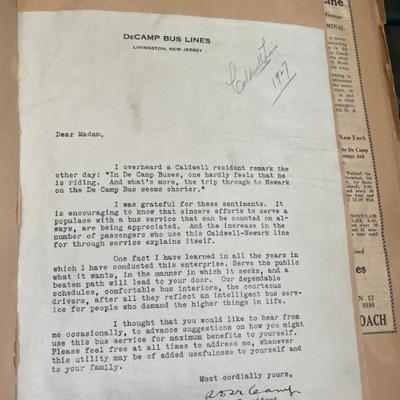 DECAMP BUS LINES
LIVINGSTON, NEW JERSEY
Caldwell Line
1927
Dear Madam,
I overheard a Caldwell resident remark the
other day: "In De Camp Buses, one hardly feels that he
is riding. And what's more, the trip through to Newark
on the De Camp Bus seems shorter."
I was grateful for these sentiments. It
is encouraging to know that sincere efforts to serve a
populace with a bus service that can be counted on al-
ways, are being appreciated. And the increase in the
number of passengers who use this Caldwell-Newark line
for through service explains itself.
One fact I have learned in all the years in
which I have conducted this enterprise. Serve the public
what it wants, in the manner in which it seeks, and a
beaten path will lead to your door. Our dependable
schedules, comfortable bus interiors, the courteous
drivers, after all they reflect an intelligent bus ser-
vice for people who demand the higher things in life.
I thought that you would like to hear from
me occasionally, to advance suggestions on how you might
use this bus service for maximum benefits to yourself.
Please feel free at all times to address me, whenever
this utility may be of added usefulness to yourself and
to your family.
Most cordially yours,
ine
MINAL
New York
MONTCLAIR
es
N 13
OACH